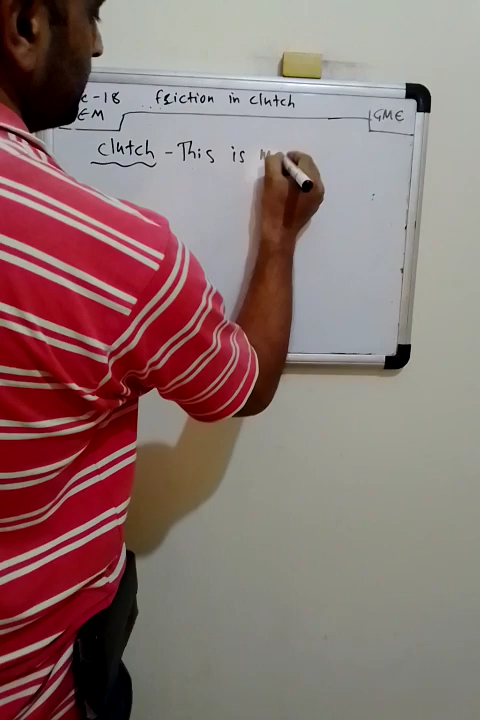 -18 friction in clutch
EM GME
clutch - This is